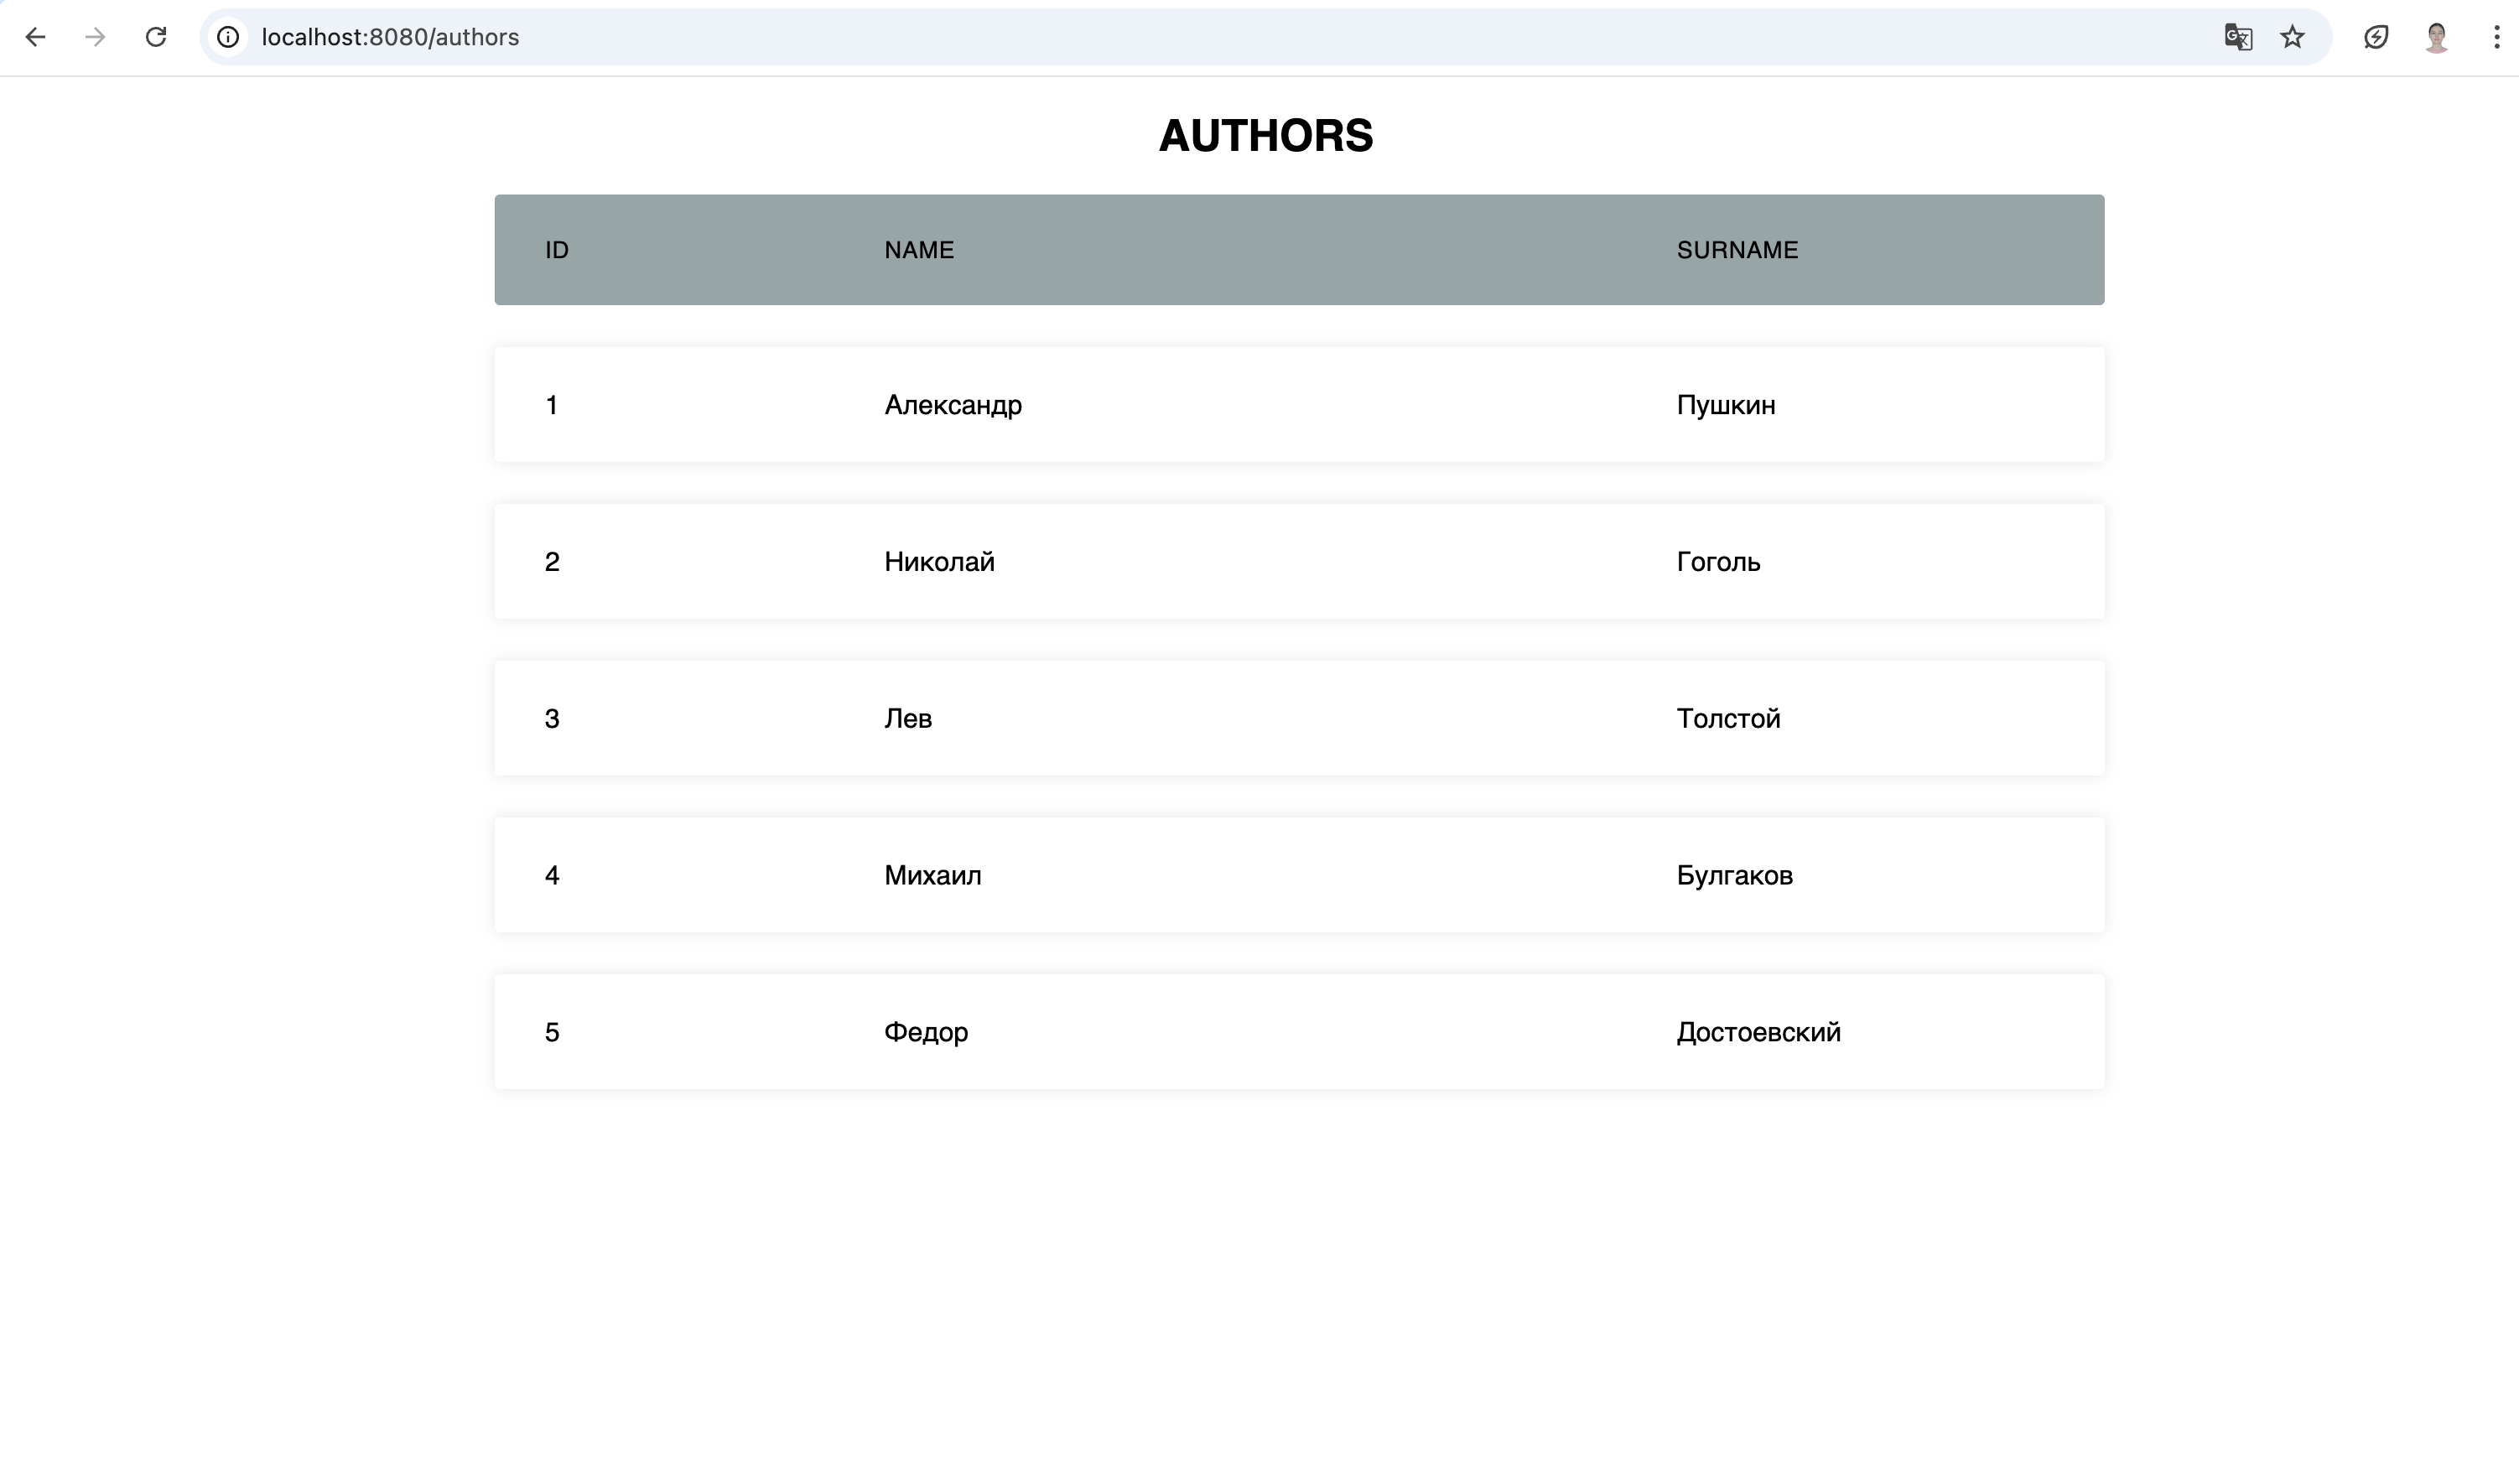 localhost:8080/authors
AUTHORS
ID NAME SURNAME
1 Александр Пушкин
2 Николай Гоголь
3 Лев Толстой
4 Михаил Булгаков
5 Федор Достоевский